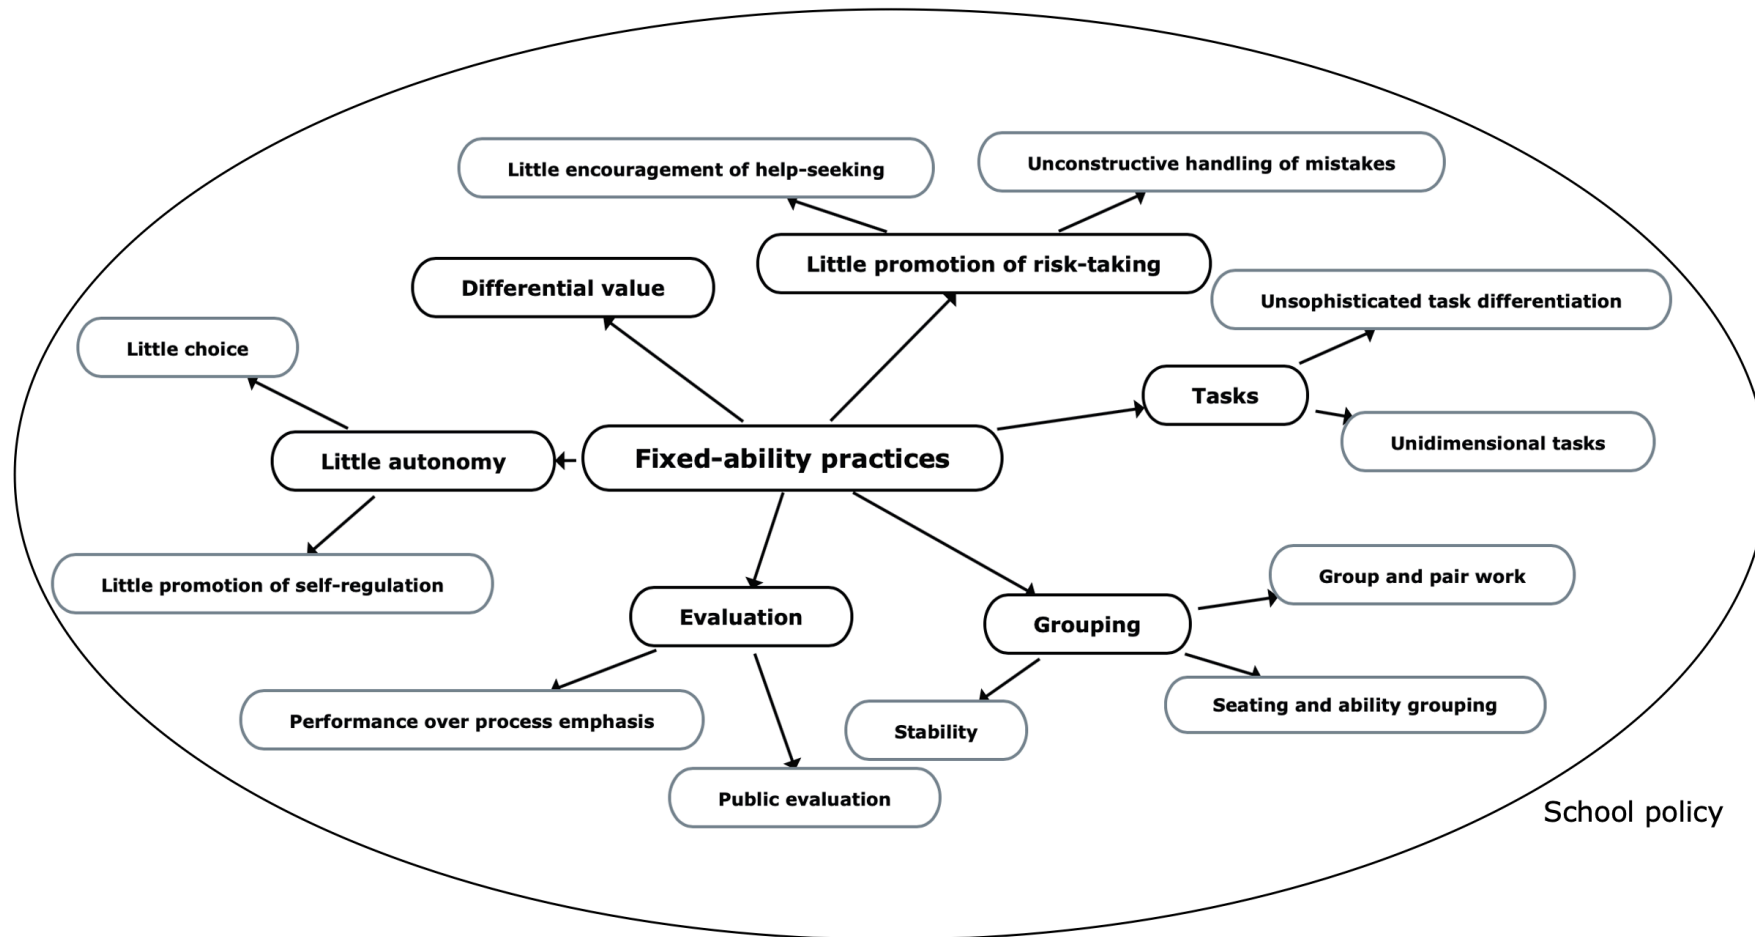 Unconstructive handling of mistakes
Little encouragement of help-seeking
Little promotion of risk-taking
Differential value
Unsophisticated task differentiation
Little choice
Tasks
Unidimensional tasks
Fixed-ability practices
Little autonomy
Group and pair work
Little promotion of self-regulation
Evaluation
Grouping
Seating and ability grouping
Performance over process emphasis
Stability
Public evaluation
School policy